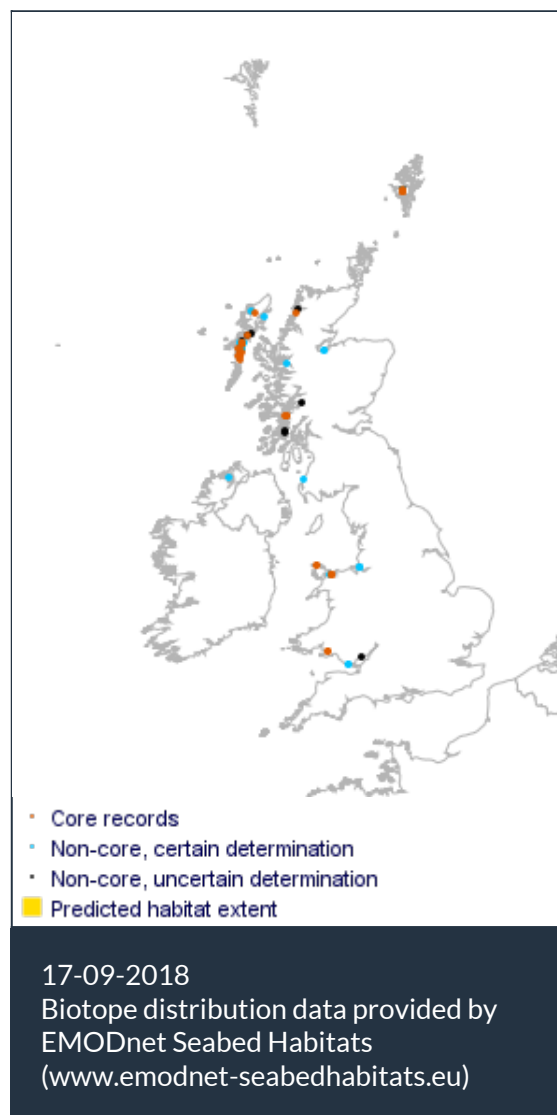 Core records
Non-core, certain determination
Non-core, uncertain determination
Predicted habitat extent
17-09-2018
Biotope distribution data provided by
EMODnet Seabed Habitats
(www.emodnet-seabedhabitats.eu)